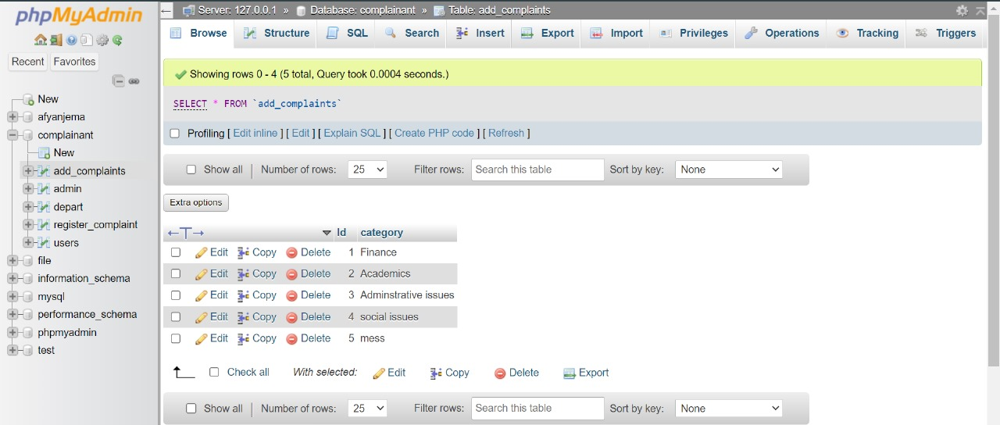 phpMyAdmin
Recent Favorites
New
afyanjema
complainant
New
add_complaints
admin
depart
register_complaint
users
file
information_schema
mysql
performance_schema
phpmyadmin
test
Server: 127.0.0.1 » Database: complainant » Table: add_complaints
Browse Structure SQL Search Insert Export Import Privileges Operations Tracking Triggers
Showing rows 0 - 4 (5 total, Query took 0.0004 seconds.)
SELECT * FROM `add_complaints`
Profiling [ Edit inline ] [ Edit ] [ Explain SQL ] [ Create PHP code ] [ Refresh ]
Show all | Number of rows: 25 Filter rows: Search this table Sort by key: None
Extra options
←T→ Id category
Edit Copy Delete 1 Finance
Edit Copy Delete 2 Academics
Edit Copy Delete 3 Adminstrative issues
Edit Copy Delete 4 social issues
Edit Copy Delete 5 mess
Check all With selected: Edit Copy Delete Export
Show all | Number of rows: 25 Filter rows: Search this table Sort by key: None